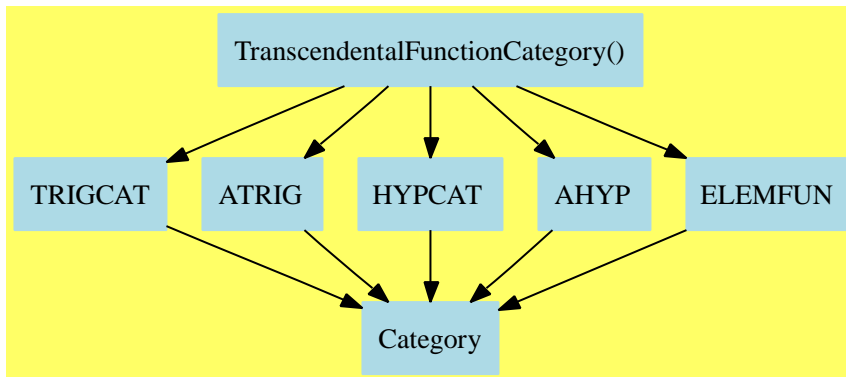 TranscendentalFunctionCategory()
TRIGCAT
ATRIG
HYPCAT
AHYP
ELEMFUN
Category